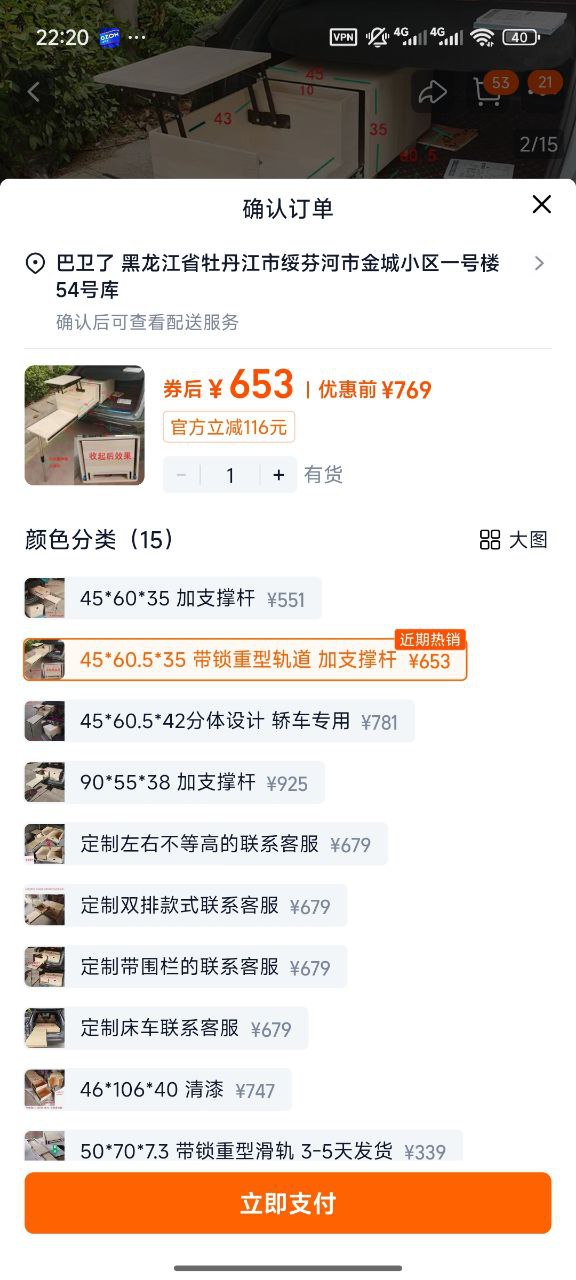 22:20
VPN 4G 4G 40
45
10
43
35
60.5
53
21
2/15
确认订单
巴卫了 黑龙江省牡丹江市绥芬河市金城小区一号楼
54号库
确认后可查看配送服务
券后 ¥653 优惠前 ¥769
官方立减116元
收起后效果
1 + 有货
颜色分类（15）
大图
45*60*35 加支撑杆 ¥551
近期热销
45*60.5*35 带锁重型轨道 加支撑杆 ¥653
45*60.5*42分体设计 轿车专用 ¥781
90*55*38 加支撑杆 ¥925
定制左右不等高的联系客服 ¥679
定制双排款式联系客服 ¥679
定制带围栏的联系客服 ¥679
定制床车联系客服 ¥679
46*106*40 清漆 ¥747
50*70*7.3 带锁重型滑轨 3-5天发货 ¥339
立即支付